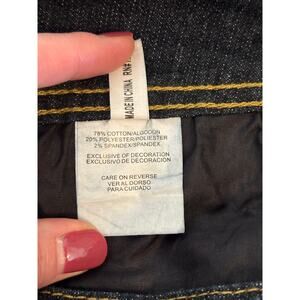 MADE IN CHINA RN#
78% COTTON/ALGODON
20% POLYESTER/POLIESTER
2% SPANDEX/SPANDEX
EXCLUSIVE OF DECORATION
EXCLUSIVO DE DECORACIÓN
CARE ON REVERSE
VER AL DORSO
PARA CUIDADO